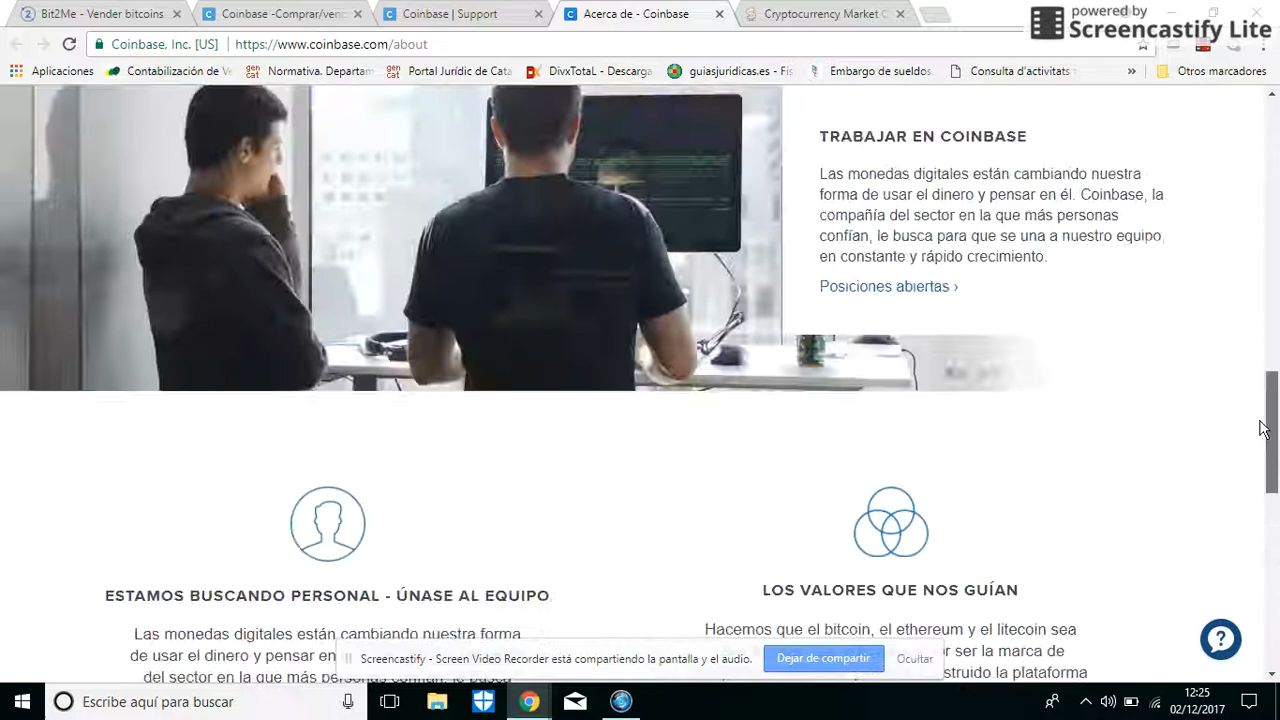 Bit2Me - Vender bitcoins
Coinbase -Comprar/ven
Coinbase | Support
Acerca de - Coinbase
Cryptocurrency Market C
powered by
Screencastify Lite
Coinbase, Inc. [US]
https://www.coinbase.com/about
Aplicaciones
Contabilización de Ve
Normativa. Departam
Portal Jurídic de Cata
DivxTotaL - Descarga
guiasjuridicas.es - Fis
Embargo de sueldos
Consulta d'activitats
»
Otros marcadores
TRABAJAR EN COINBASE
Las monedas digitales están cambiando nuestra
forma de usar el dinero y pensar en él. Coinbase, la
compañía del sector en la que más personas
confían, le busca para que se una a nuestro equipo,
en constante y rápido crecimiento.
Posiciones abiertas ›
ESTAMOS BUSCANDO PERSONAL - ÚNASE AL EQUIPO
Las monedas digitales están cambiando nuestra forma
de usar el dinero y pensar en
del sector en la que más personas confían, le busca
LOS VALORES QUE NOS GUÍAN
Hacemos que el bitcoin, el ethereum y el litecoin sea
por ser la marca de
la plataforma
Screencastify - Screen Video Recorder está compartiendo la pantalla y el audio.
Dejar de compartir
Ocultar
Escribe aquí para buscar
12:25
02/12/2017